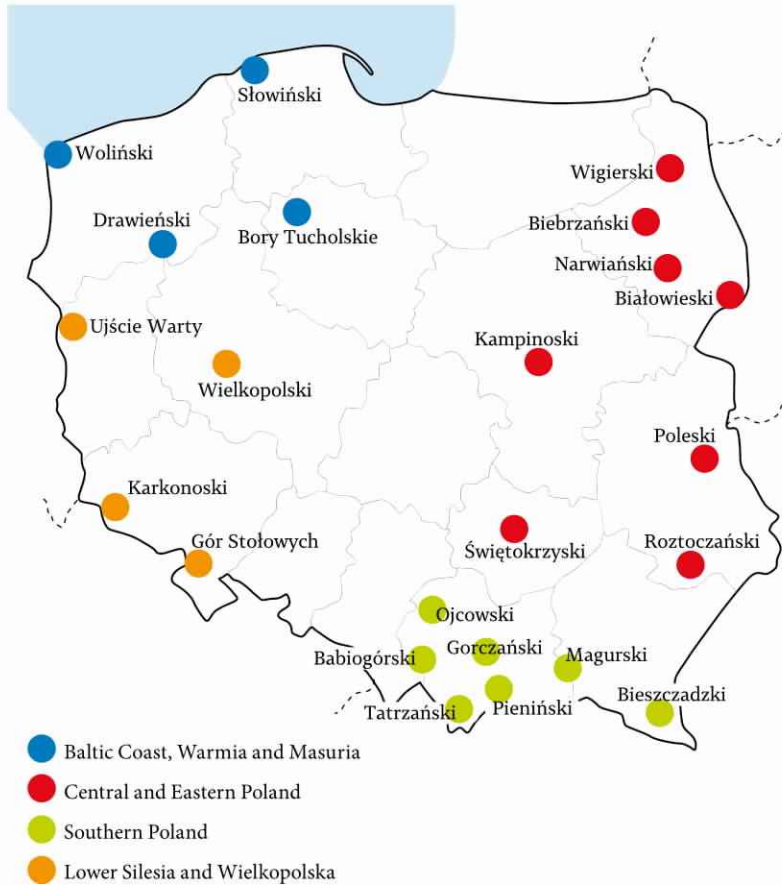 Słowiński
Woliński
Wigierski
Drawieński
Bory Tucholskie
Biebrzański
Narwiański
Białowieski
Ujście Warty
Kampinoski
Wielkopolski
Poleski
Karkonoski
Gór Stołowych
Świętokrzyski
Roztoczański
Ojcowski
Gorczański
Magurski
Babiogórski
Bieszczadzki
Tatrzański
Pieniński
Baltic Coast, Warmia and Masuria
Central and Eastern Poland
Southern Poland
Lower Silesia and Wielkopolska